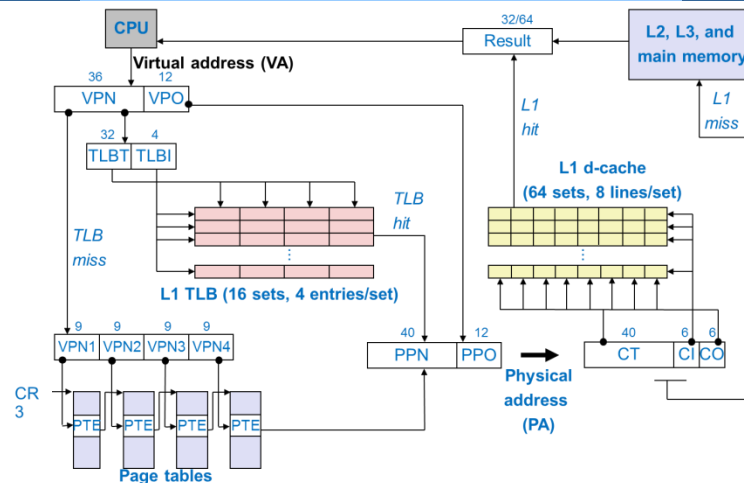 CPU
32/64
Result
L2, L3, and
main memory
Virtual address (VA)
36
12
VPN
VPO
L1
hit
L1
miss
32
4
TLBT
TLBI
L1 d-cache
(64 sets, 8 lines/set)
TLB
hit
TLB
miss
...
...
L1 TLB (16 sets, 4 entries/set)
9
9
9
9
VPN1
VPN2
VPN3
VPN4
40
12
PPN
PPO
40
6
6
CT
CI
CO
Physical
address
(PA)
CR
3
PTE
PTE
PTE
PTE
Page tables